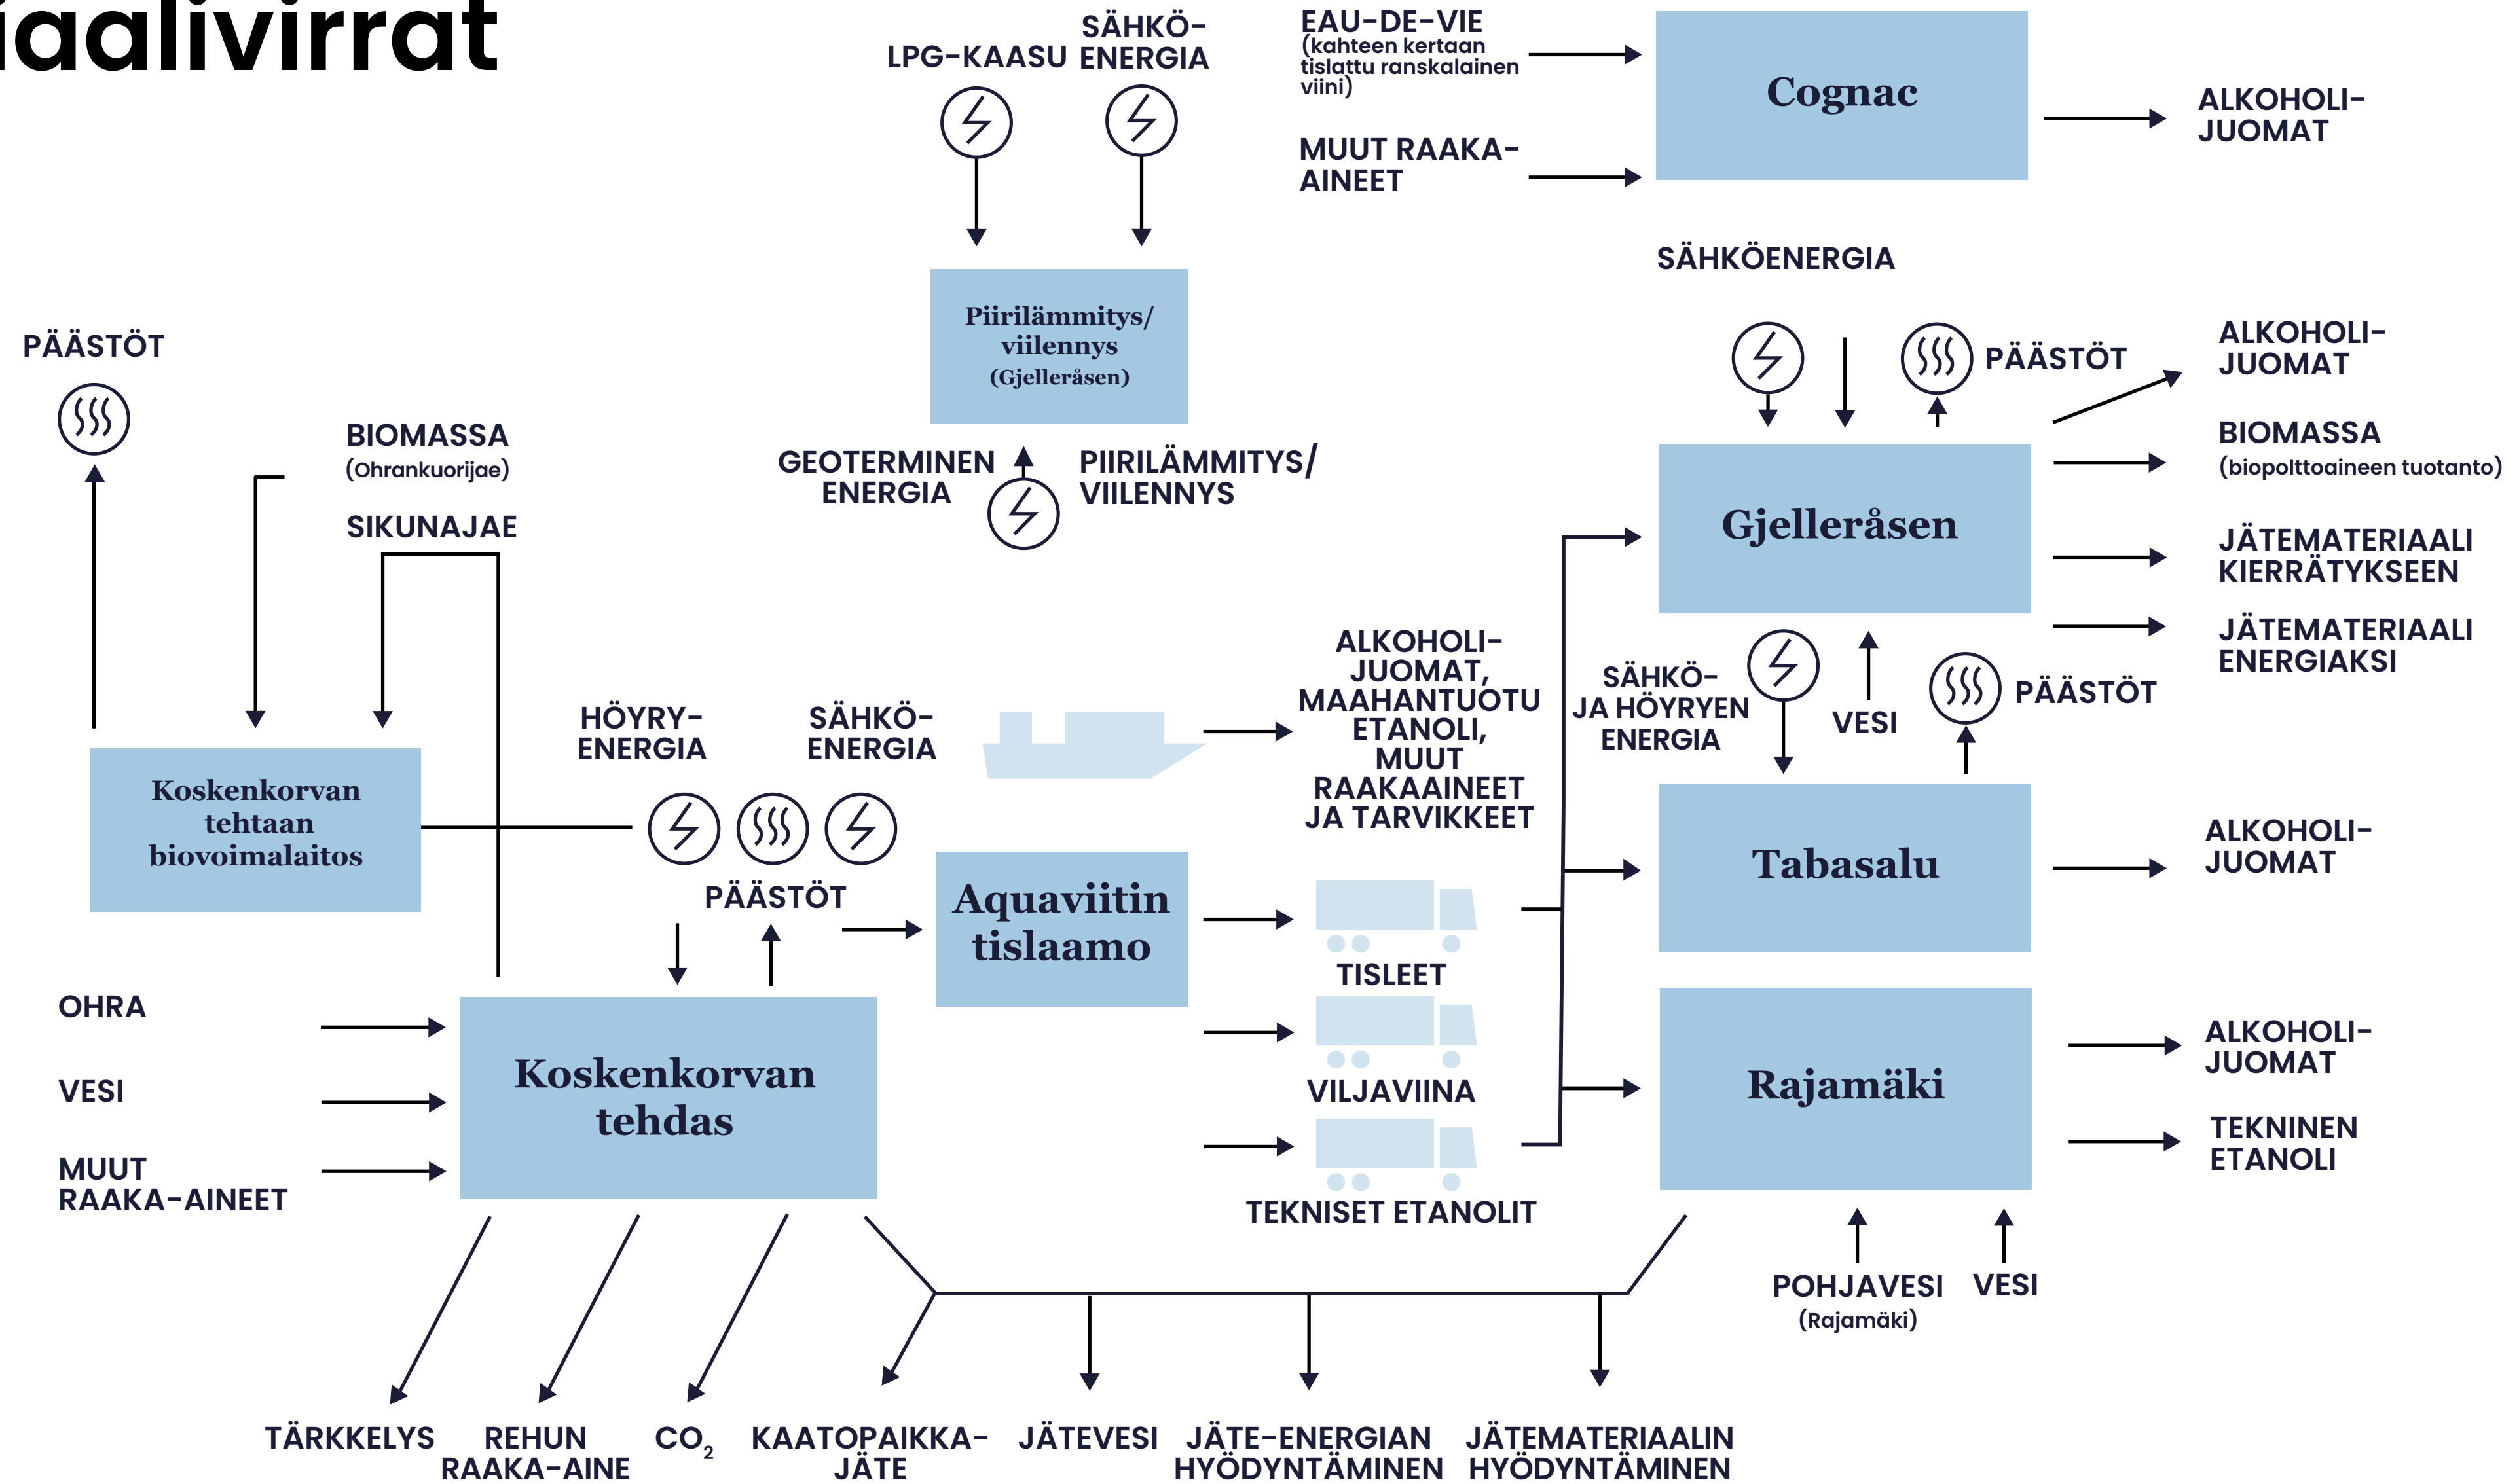 iaalivirrat
LPG-KAASU
SÄHKÖ-
ENERGIA
EAU-DE-VIE
(kahteen kertaan
tislattu ranskalainen
viini)
MUUT RAAKA-
AINEET
Cognac
ALKOHOLI-
JUOMAT
Piirilämmitys/
viilennys
(Gjelleråsen)
GEOTERMINEN
ENERGIA
PIIRILÄMMITYS/
VIILENNYS
SÄHKÖENERGIA
PÄÄSTÖT
Gjelleråsen
ALKOHOLI-
JUOMAT
BIOMASSA
(biopolttoaineen tuotanto)
JÄTEMATERIAALI
KIERRÄTYKSEEN
JÄTEMATERIAALI
ENERGIAKSI
PÄÄSTÖT
BIOMASSA
(Ohrankuorijae)
SIKUNAJAE
Koskenkorvan
tehtaan
biovoimalaitos
HÖYRY-
ENERGIA
SÄHKÖ-
ENERGIA
PÄÄSTÖT
ALKOHOLI-
JUOMAT,
MAAHANTUOTU
ETANOLI,
MUUT
RAAKAAINEET
JA TARVIKKEET
SÄHKÖ-
JA HÖYRYEN
ENERGIA
VESI
PÄÄSTÖT
Aquaviitin
tislaamo
TISLEET
VILJAVIINA
TEKNISET ETANOLIT
Tabasalu
ALKOHOLI-
JUOMAT
OHRA
VESI
MUUT
RAAKA-AINEET
Koskenkorvan
tehdas
Rajamäki
ALKOHOLI-
JUOMAT
TEKNINEN
ETANOLI
POHJAVESI
(Rajamäki)
VESI
TÄRKKELYS
REHUN
RAAKA-AINE
CO₂
KAATOPAIKKA-
JÄTE
JÄTEVESI
JÄTE-ENERGIAN
HYÖDYNTÄMINEN
JÄTEMATERIAALIN
HYÖDYNTÄMINEN